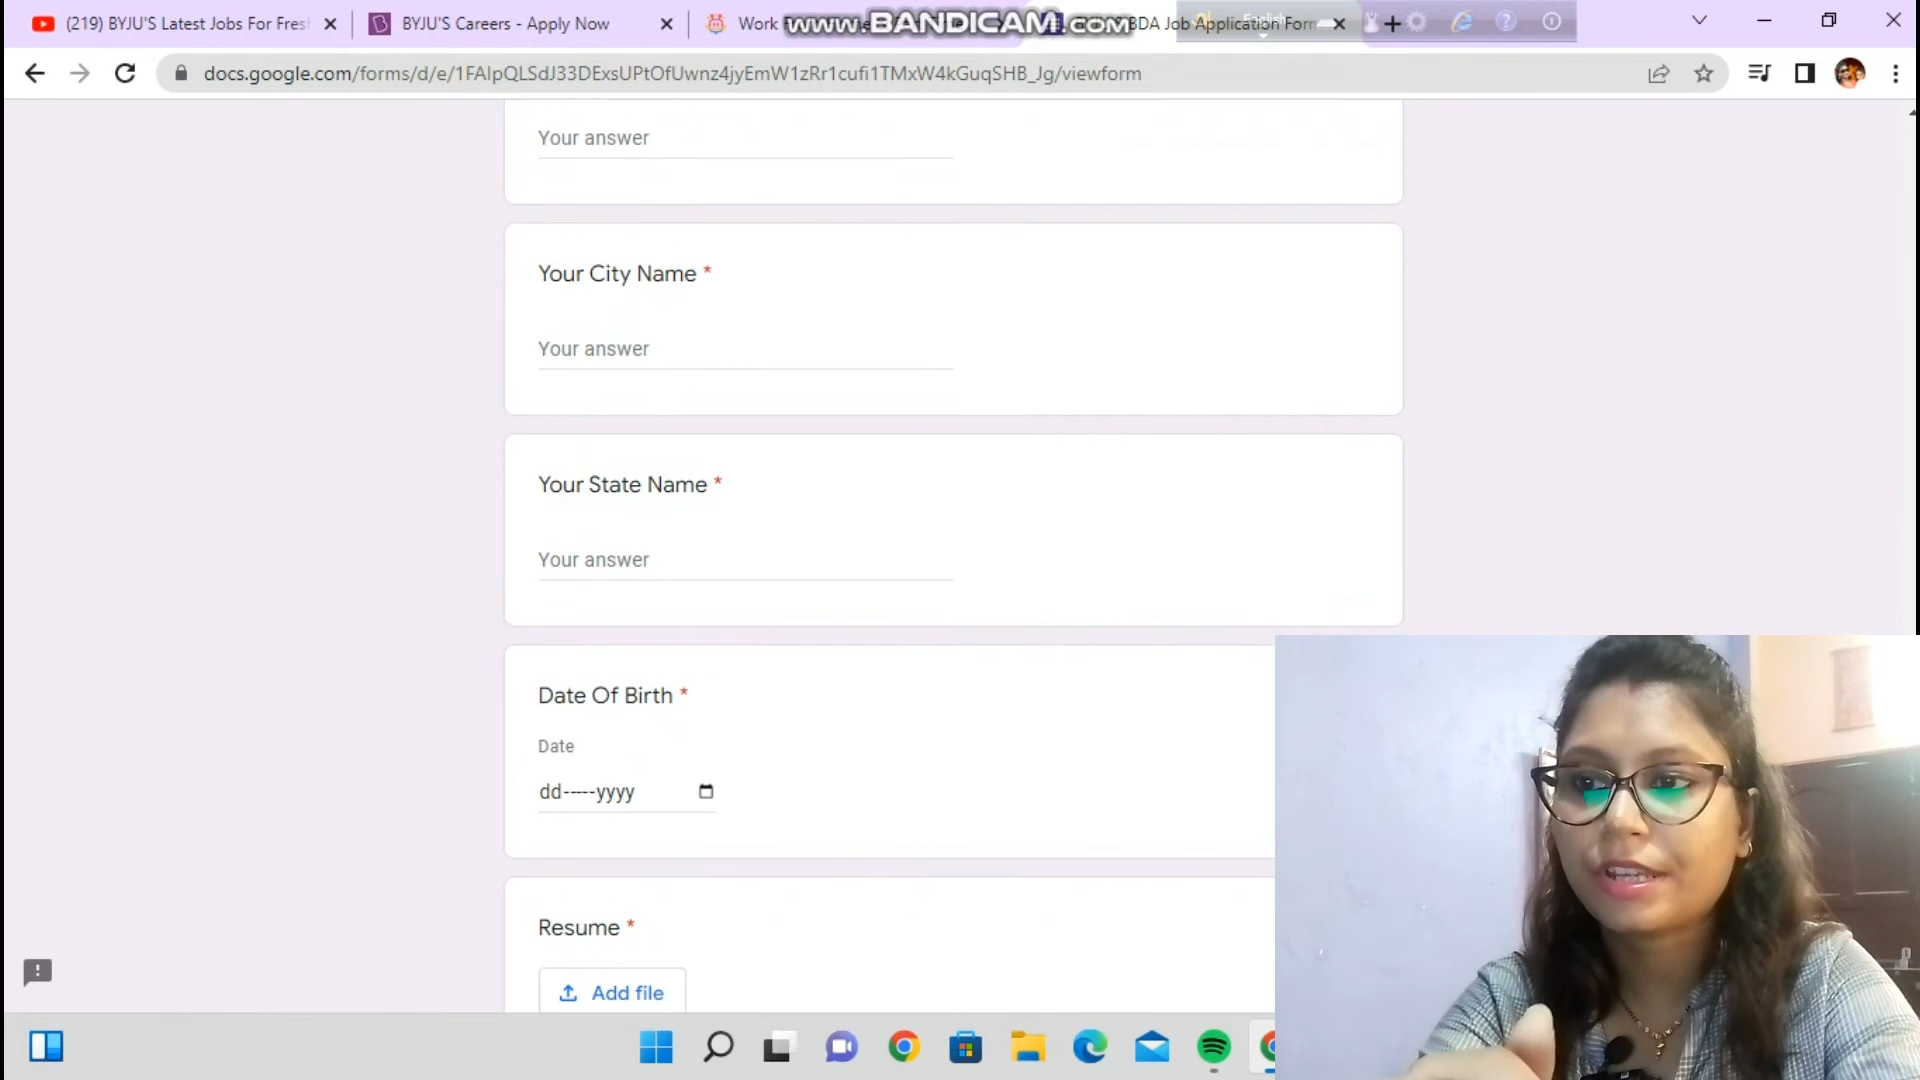 (219) BYJU'S Latest Jobs For Fres
BYJU'S Careers - Apply Now
Work
www.BANDICAM.com
BDA Job Application Form
docs.google.com/forms/d/e/1FAIpQLSdJ33DExsUPtOfUwnz4jyEmW1zRr1cufi1TMxW4kGuqSHB_Jg/viewform
Your answer
Your City Name *
Your answer
Your State Name *
Your answer
Date Of Birth *
Date
dd-----yyyy
Resume *
Add file